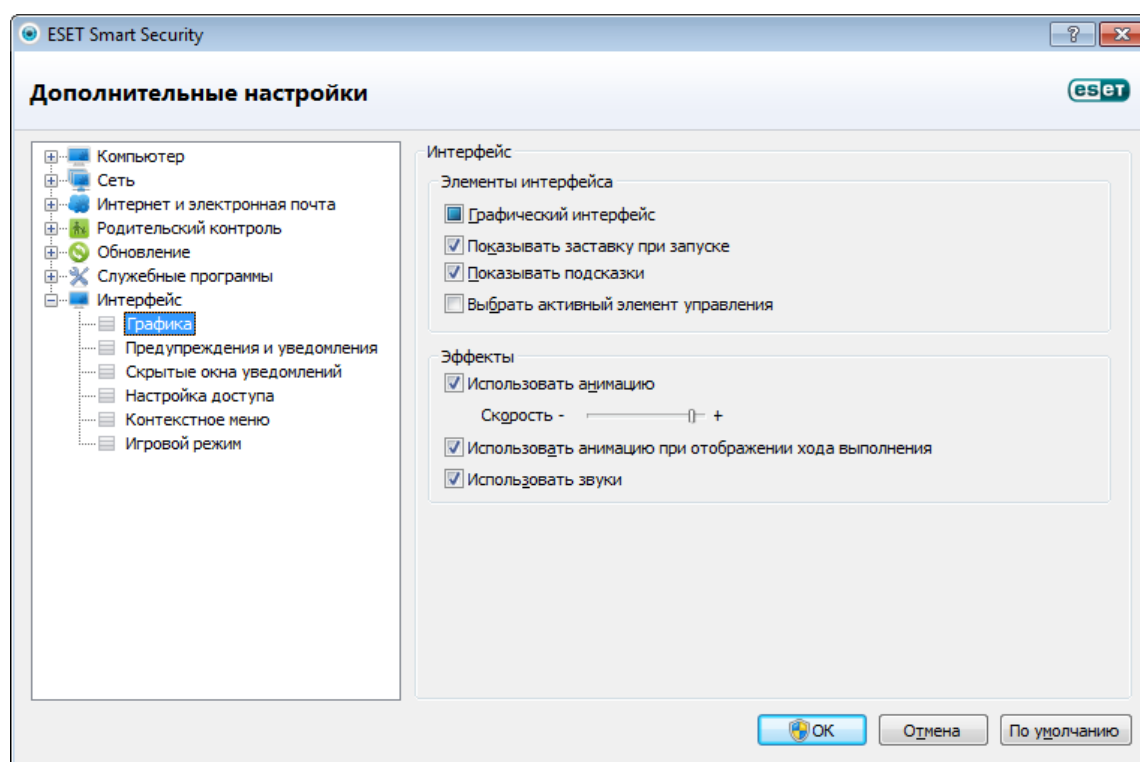 ESET Smart Security
Дополнительные настройки
eset
Компьютер
Сеть
Интернет и электронная почта
Родительский контроль
Обновление
Служебные программы
Интерфейс
Графика
Предупреждения и уведомления
Скрытые окна уведомлений
Настройка доступа
Контекстное меню
Игровой режим
Интерфейс
Элементы интерфейса
Графический интерфейс
Показывать заставку при запуске
Показывать подсказки
Выбрать активный элемент управления
Эффекты
Использовать анимацию
Скорость - +
Использовать анимацию при отображении хода выполнения
Использовать звуки
OK
Отмена
По умолчанию